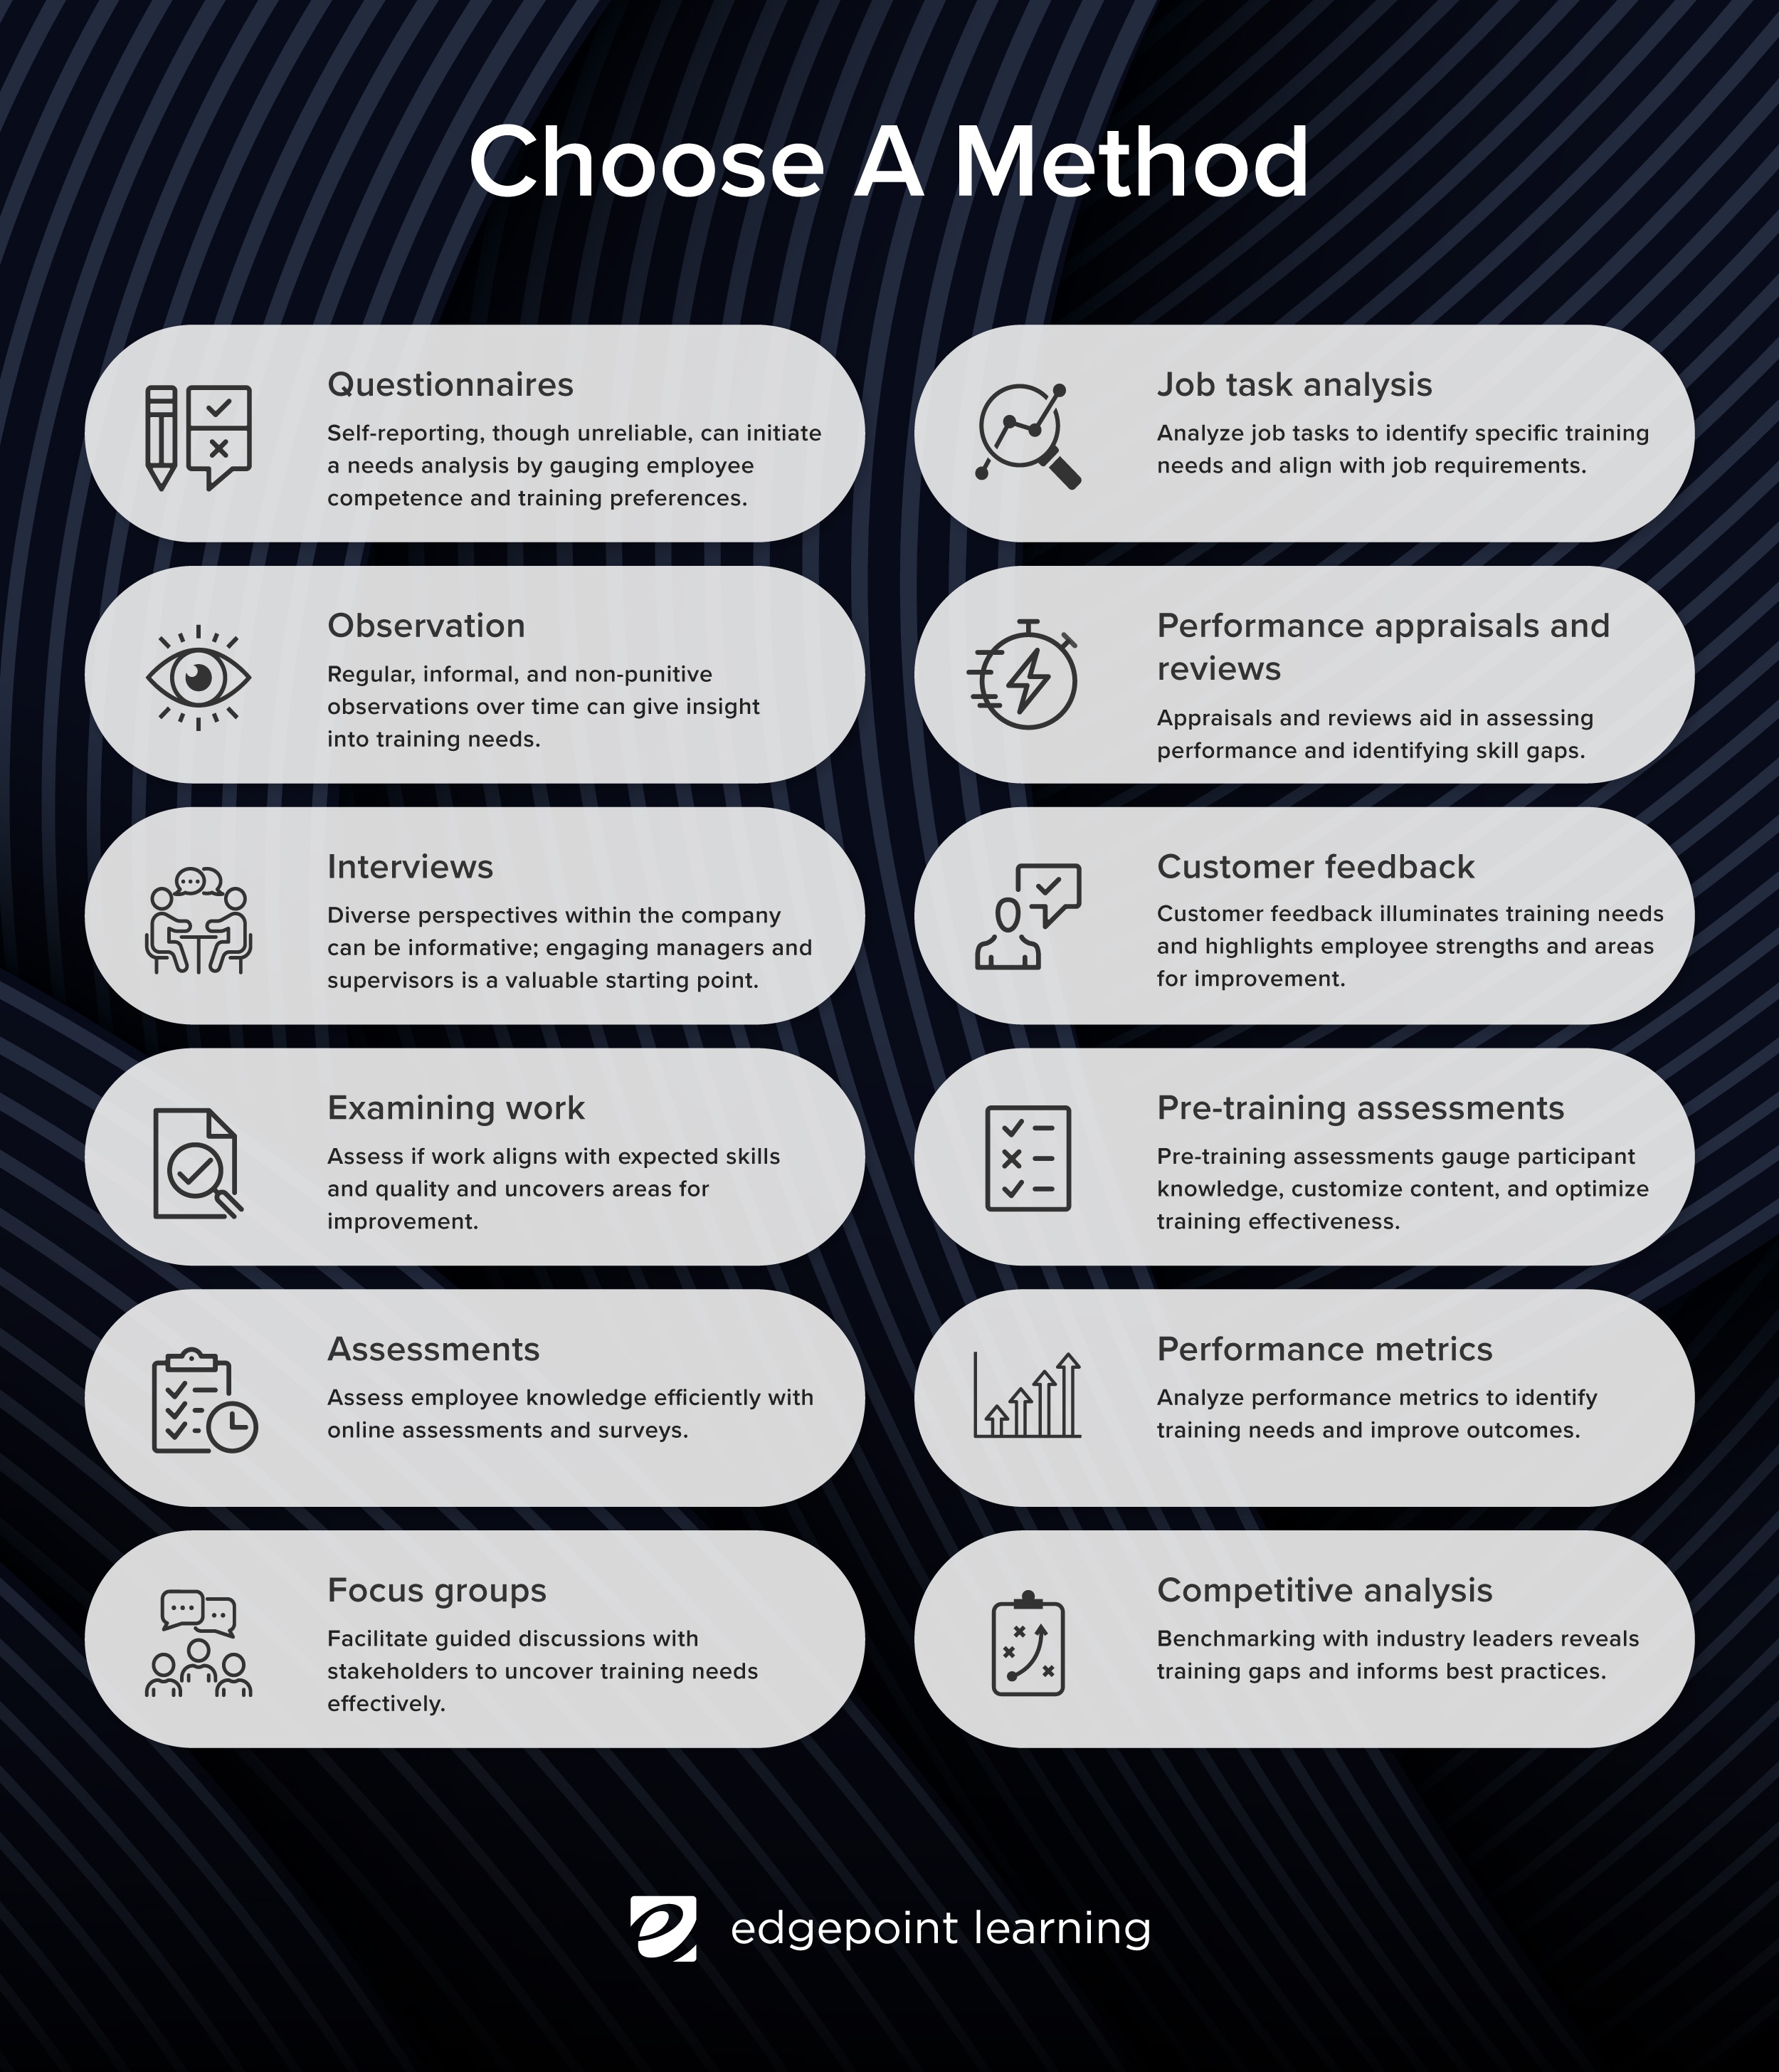 Choose A Method
Questionnaires
Self-reporting, though unreliable, can initiate
a needs analysis by gauging employee
competence and training preferences.
Job task analysis
Analyze job tasks to identify specific training
needs and align with job requirements.
Observation
Regular, informal, and non-punitive
observations over time can give insight
into training needs.
Performance appraisals and
reviews
Appraisals and reviews aid in assessing
performance and identifying skill gaps.
Interviews
Diverse perspectives within the company
can be informative; engaging managers and
supervisors is a valuable starting point.
Customer feedback
Customer feedback illuminates training needs
and highlights employee strengths and areas
for improvement.
Examining work
Assess if work aligns with expected skills
and quality and uncovers areas for
improvement.
Pre-training assessments
Pre-training assessments gauge participant
knowledge, customize content, and optimize
training effectiveness.
Assessments
Assess employee knowledge efficiently with
online assessments and surveys.
Performance metrics
Analyze performance metrics to identify
training needs and improve outcomes.
Focus groups
Facilitate guided discussions with
stakeholders to uncover training needs
effectively.
Competitive analysis
Benchmarking with industry leaders reveals
training gaps and informs best practices.
edgepoint learning